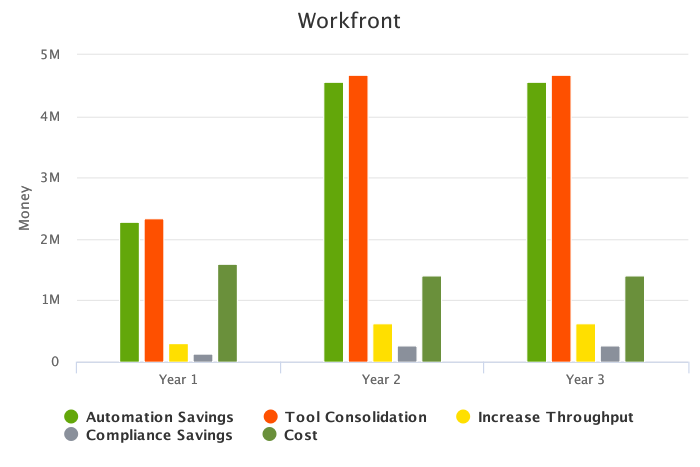 Workfront
5M
4M
3M
2M
1M
0
Money
Year 1 Year 2 Year 3
Automation Savings Tool Consolidation Increase Throughput
Compliance Savings Cost